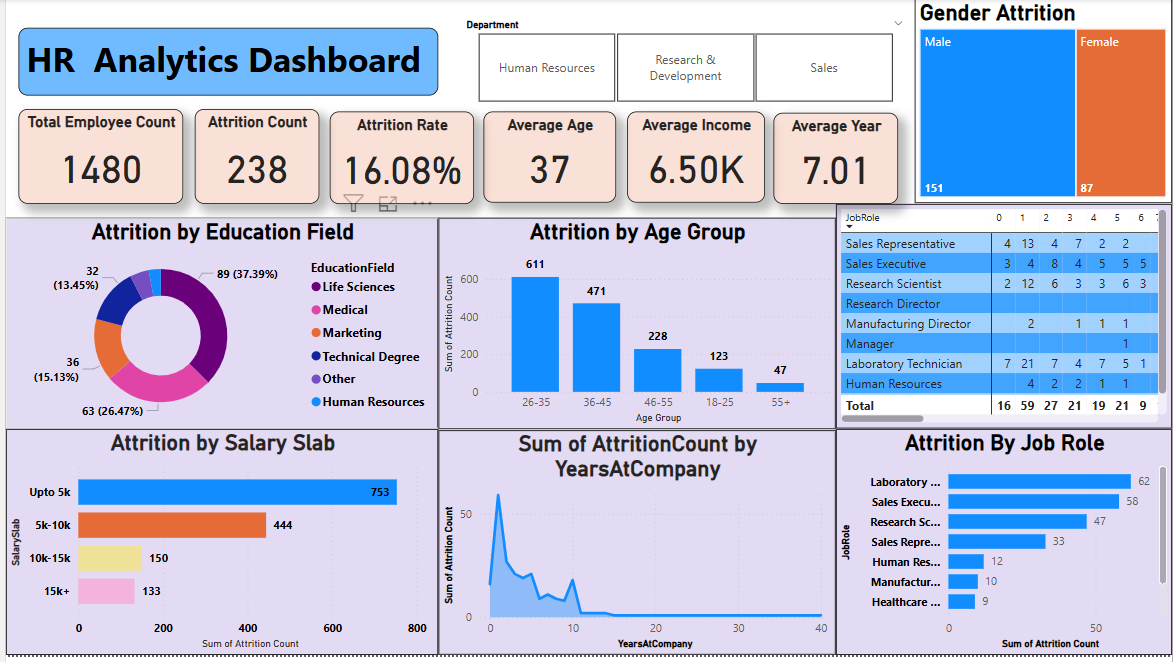 HR Analytics Dashboard
Department
Human Resources
Research &
Development
Sales
Gender Attrition
Male
Female
151
87
Total Employee Count
1480
Attrition Count
238
Attrition Rate
16.08%
Average Age
37
Average Income
6.50K
Average Year
7.01
Attrition by Education Field
32
(13.45%)
89 (37.39%)
36
(15.13%)
63 (26.47%)
EducationField
Life Sciences
Medical
Marketing
Technical Degree
Other
Human Resources
Attrition by Age Group
Sum of Attrition Count
600
400
200
0
611
471
228
123
47
26-35
36-45
46-55
18-25
55+
Age Group
JobRole 0 1 2 3 4 5 6
Sales Representative 4 13 4 7 2 2
Sales Executive 3 4 8 4 5 5 5
Research Scientist 2 12 6 3 3 6 3
Research Director
Manufacturing Director 2 1 1 1
Manager 1
Laboratory Technician 7 21 7 4 7 5 1
Human Resources 4 2 2 1 1
Total 16 59 27 21 19 21 9
Attrition by Salary Slab
SalarySlab
Upto 5k 753
5k-10k 444
10k-15k 150
15k+ 133
0 200 400 600 800
Sum of Attrition Count
Sum of AttritionCount by
YearsAtCompany
Sum of Attrition Count
50
0
0 10 20 30 40
YearsAtCompany
Attrition By Job Role
JobRole
Laboratory ... 62
Sales Execu... 58
Research Sc... 47
Sales Repre... 33
Human Res... 12
Manufactur... 10
Healthcare ... 9
0 50
Sum of Attrition Count